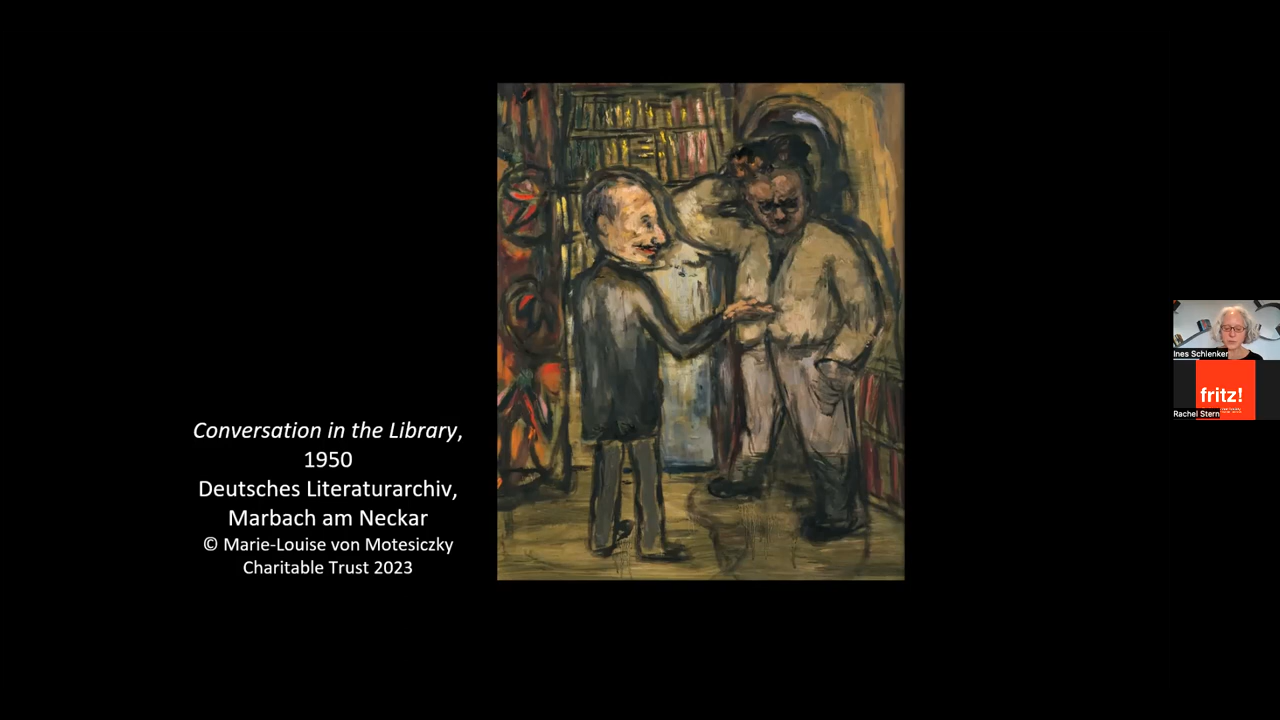 Conversation in the Library,
1950
Deutsches Literaturarchiv,
Marbach am Neckar
© Marie-Louise von Motesiczky
Charitable Trust 2023
Ines Schlenker
fritz!
Rachel Stern